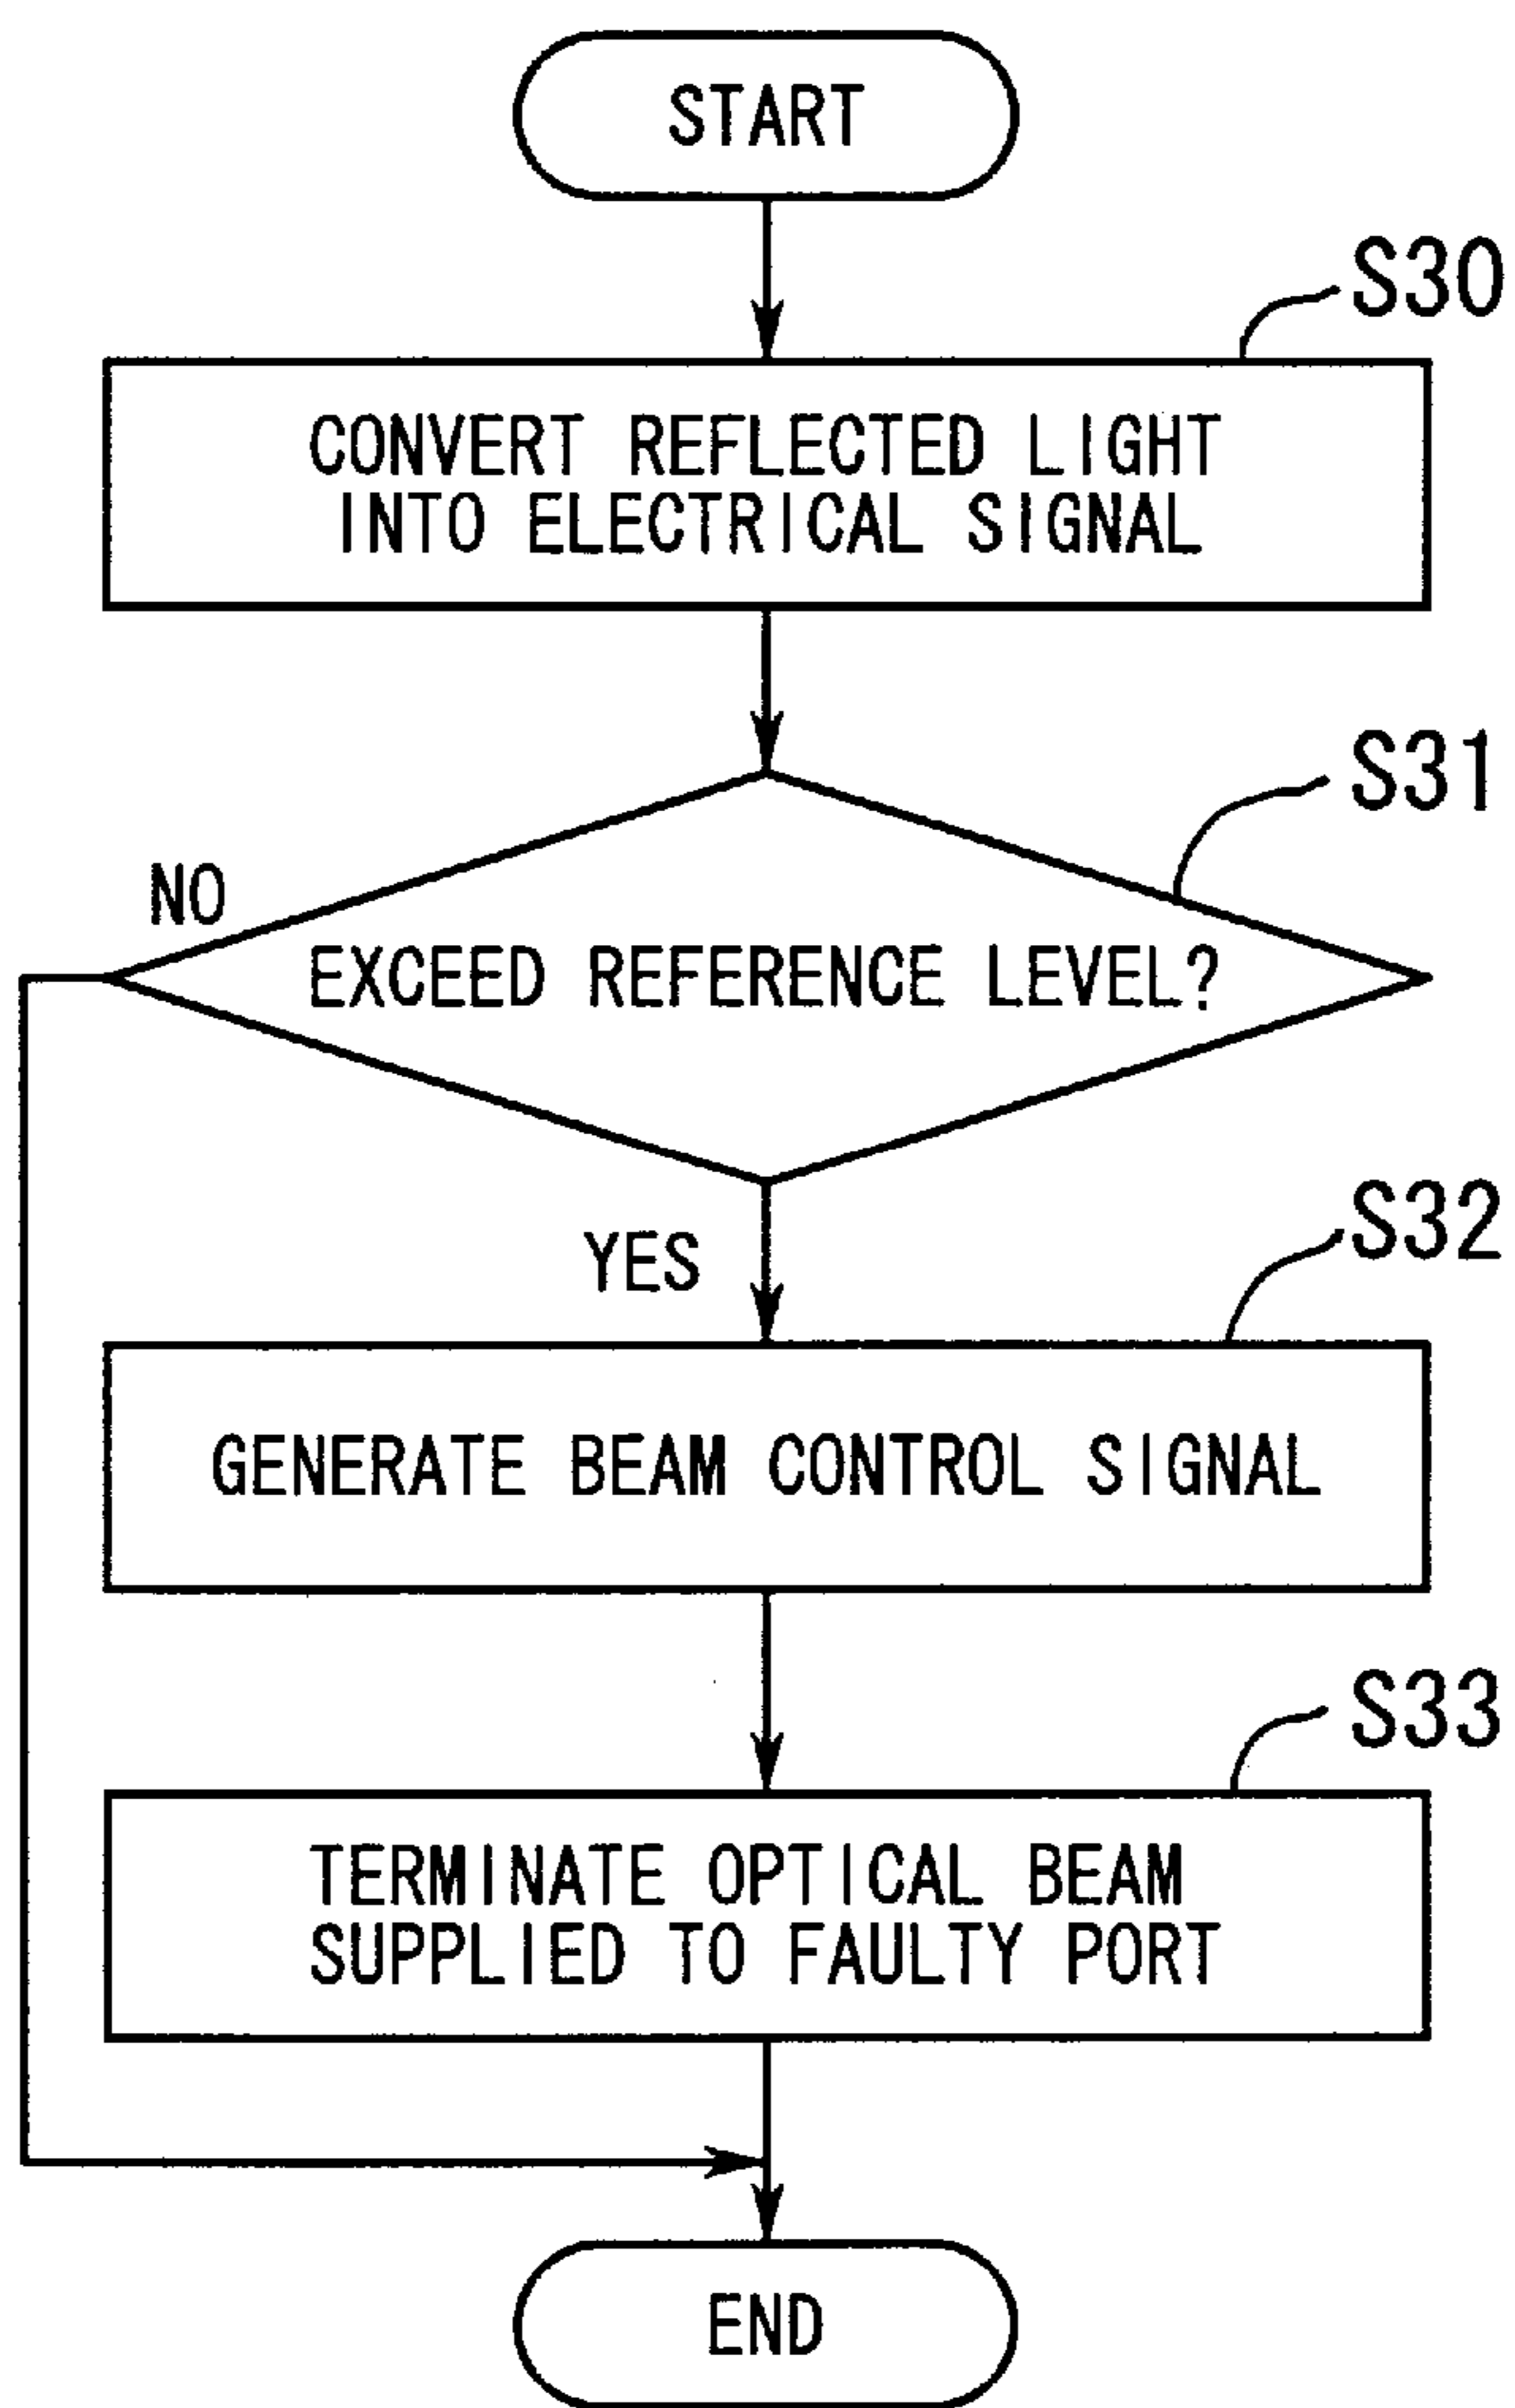 START
S30
CONVERT REFLECTED LIGHT
INTO ELECTRICAL SIGNAL
S31
NO
EXCEED REFERENCE LEVEL?
YES
S32
GENERATE BEAM CONTROL SIGNAL
S33
TERMINATE OPTICAL BEAM
SUPPLIED TO FAULTY PORT
END